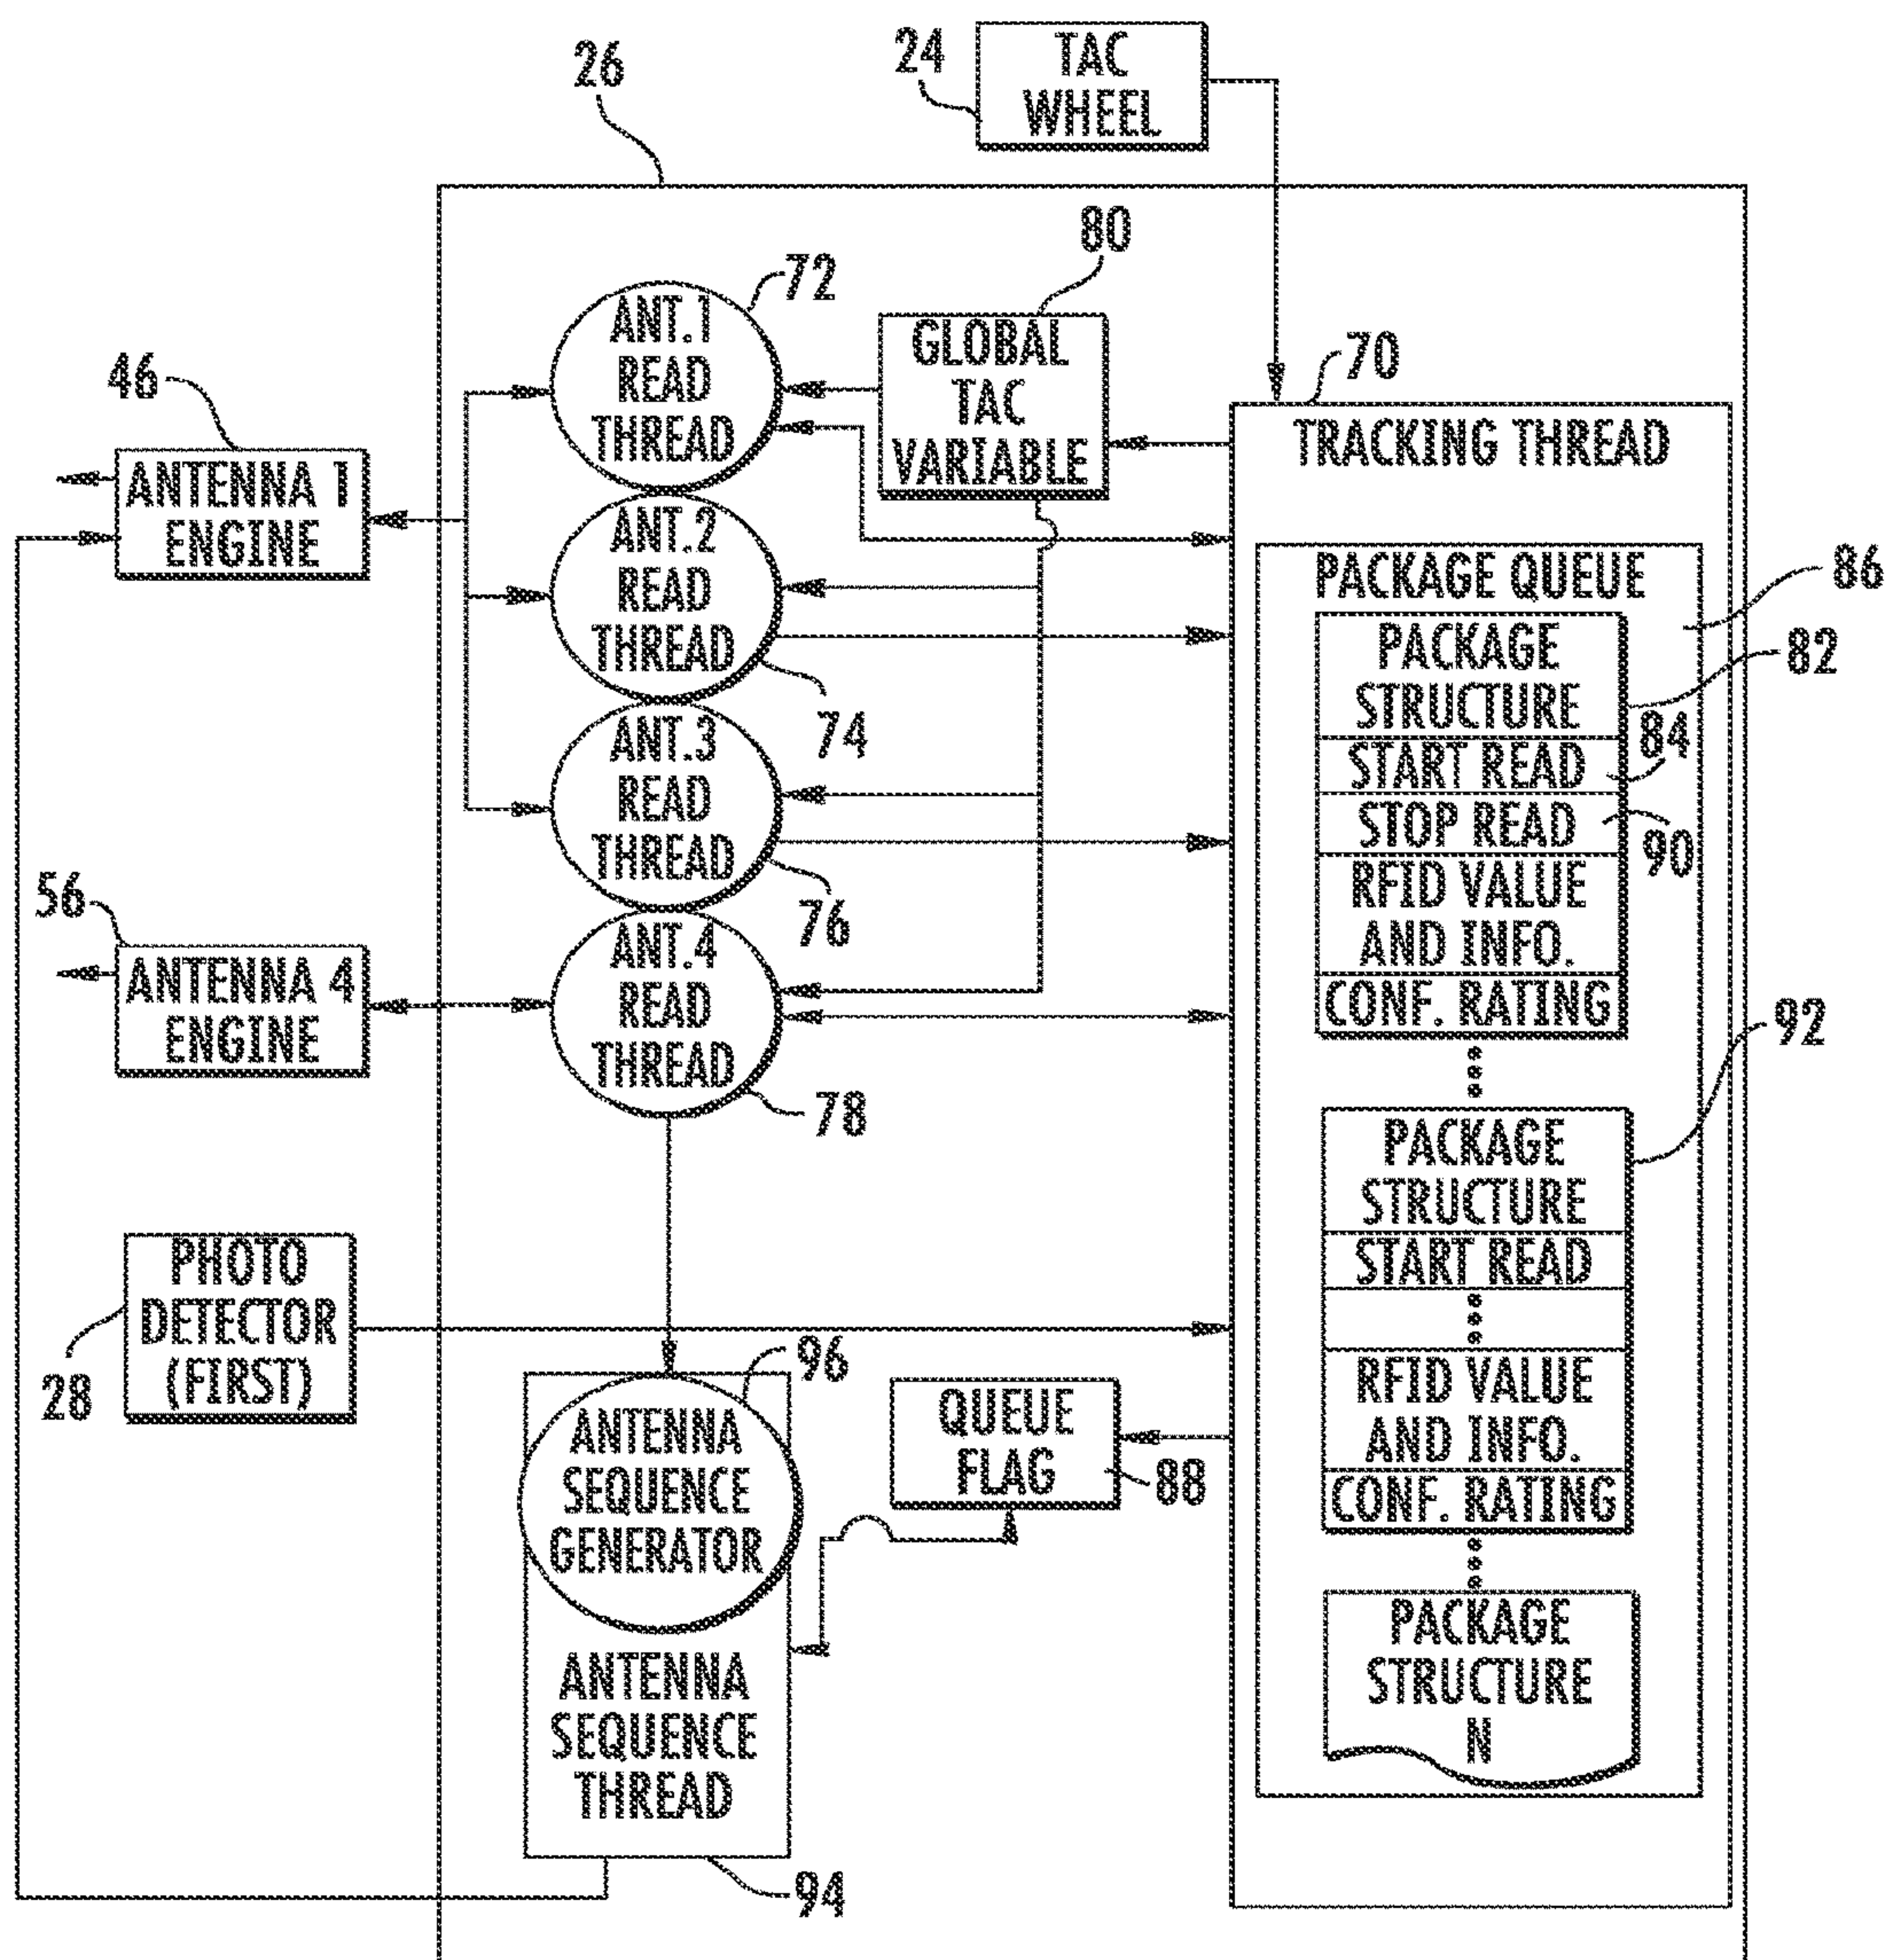 24
TAC
WHEEL
26
80
72
ANT.1
READ
THREAD
GLOBAL
TAC
VARIABLE
70
TRACKING THREAD
46
ANTENNA 1
ENGINE
ANT.2
READ
THREAD
74
PACKAGE QUEUE
86
PACKAGE
STRUCTURE
82
START READ
84
STOP READ
90
RFID VALUE
AND INFO.
CONF. RATING
ANT.3
READ
THREAD
76
56
ANTENNA 4
ENGINE
ANT.4
READ
THREAD
78
92
PACKAGE
STRUCTURE
START READ
RFID VALUE
AND INFO.
CONF. RATING
PACKAGE
STRUCTURE
N
PHOTO
DETECTOR
(FIRST)
28
96
ANTENNA
SEQUENCE
GENERATOR
QUEUE
FLAG
88
ANTENNA
SEQUENCE
THREAD
94